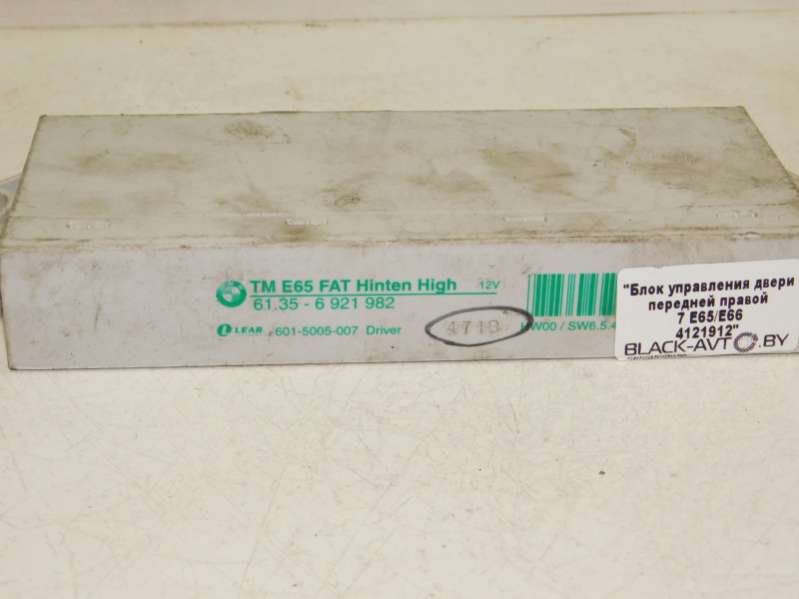 TM E65 FAT Hinten High 12V
61.35 - 6 921 982
LEAR 601-5005-007 Driver
HW00 / SW6.5.4
"Блок управления двери
передней правой
7 E65/E66
4121912"
BLACK-AVTO.BY